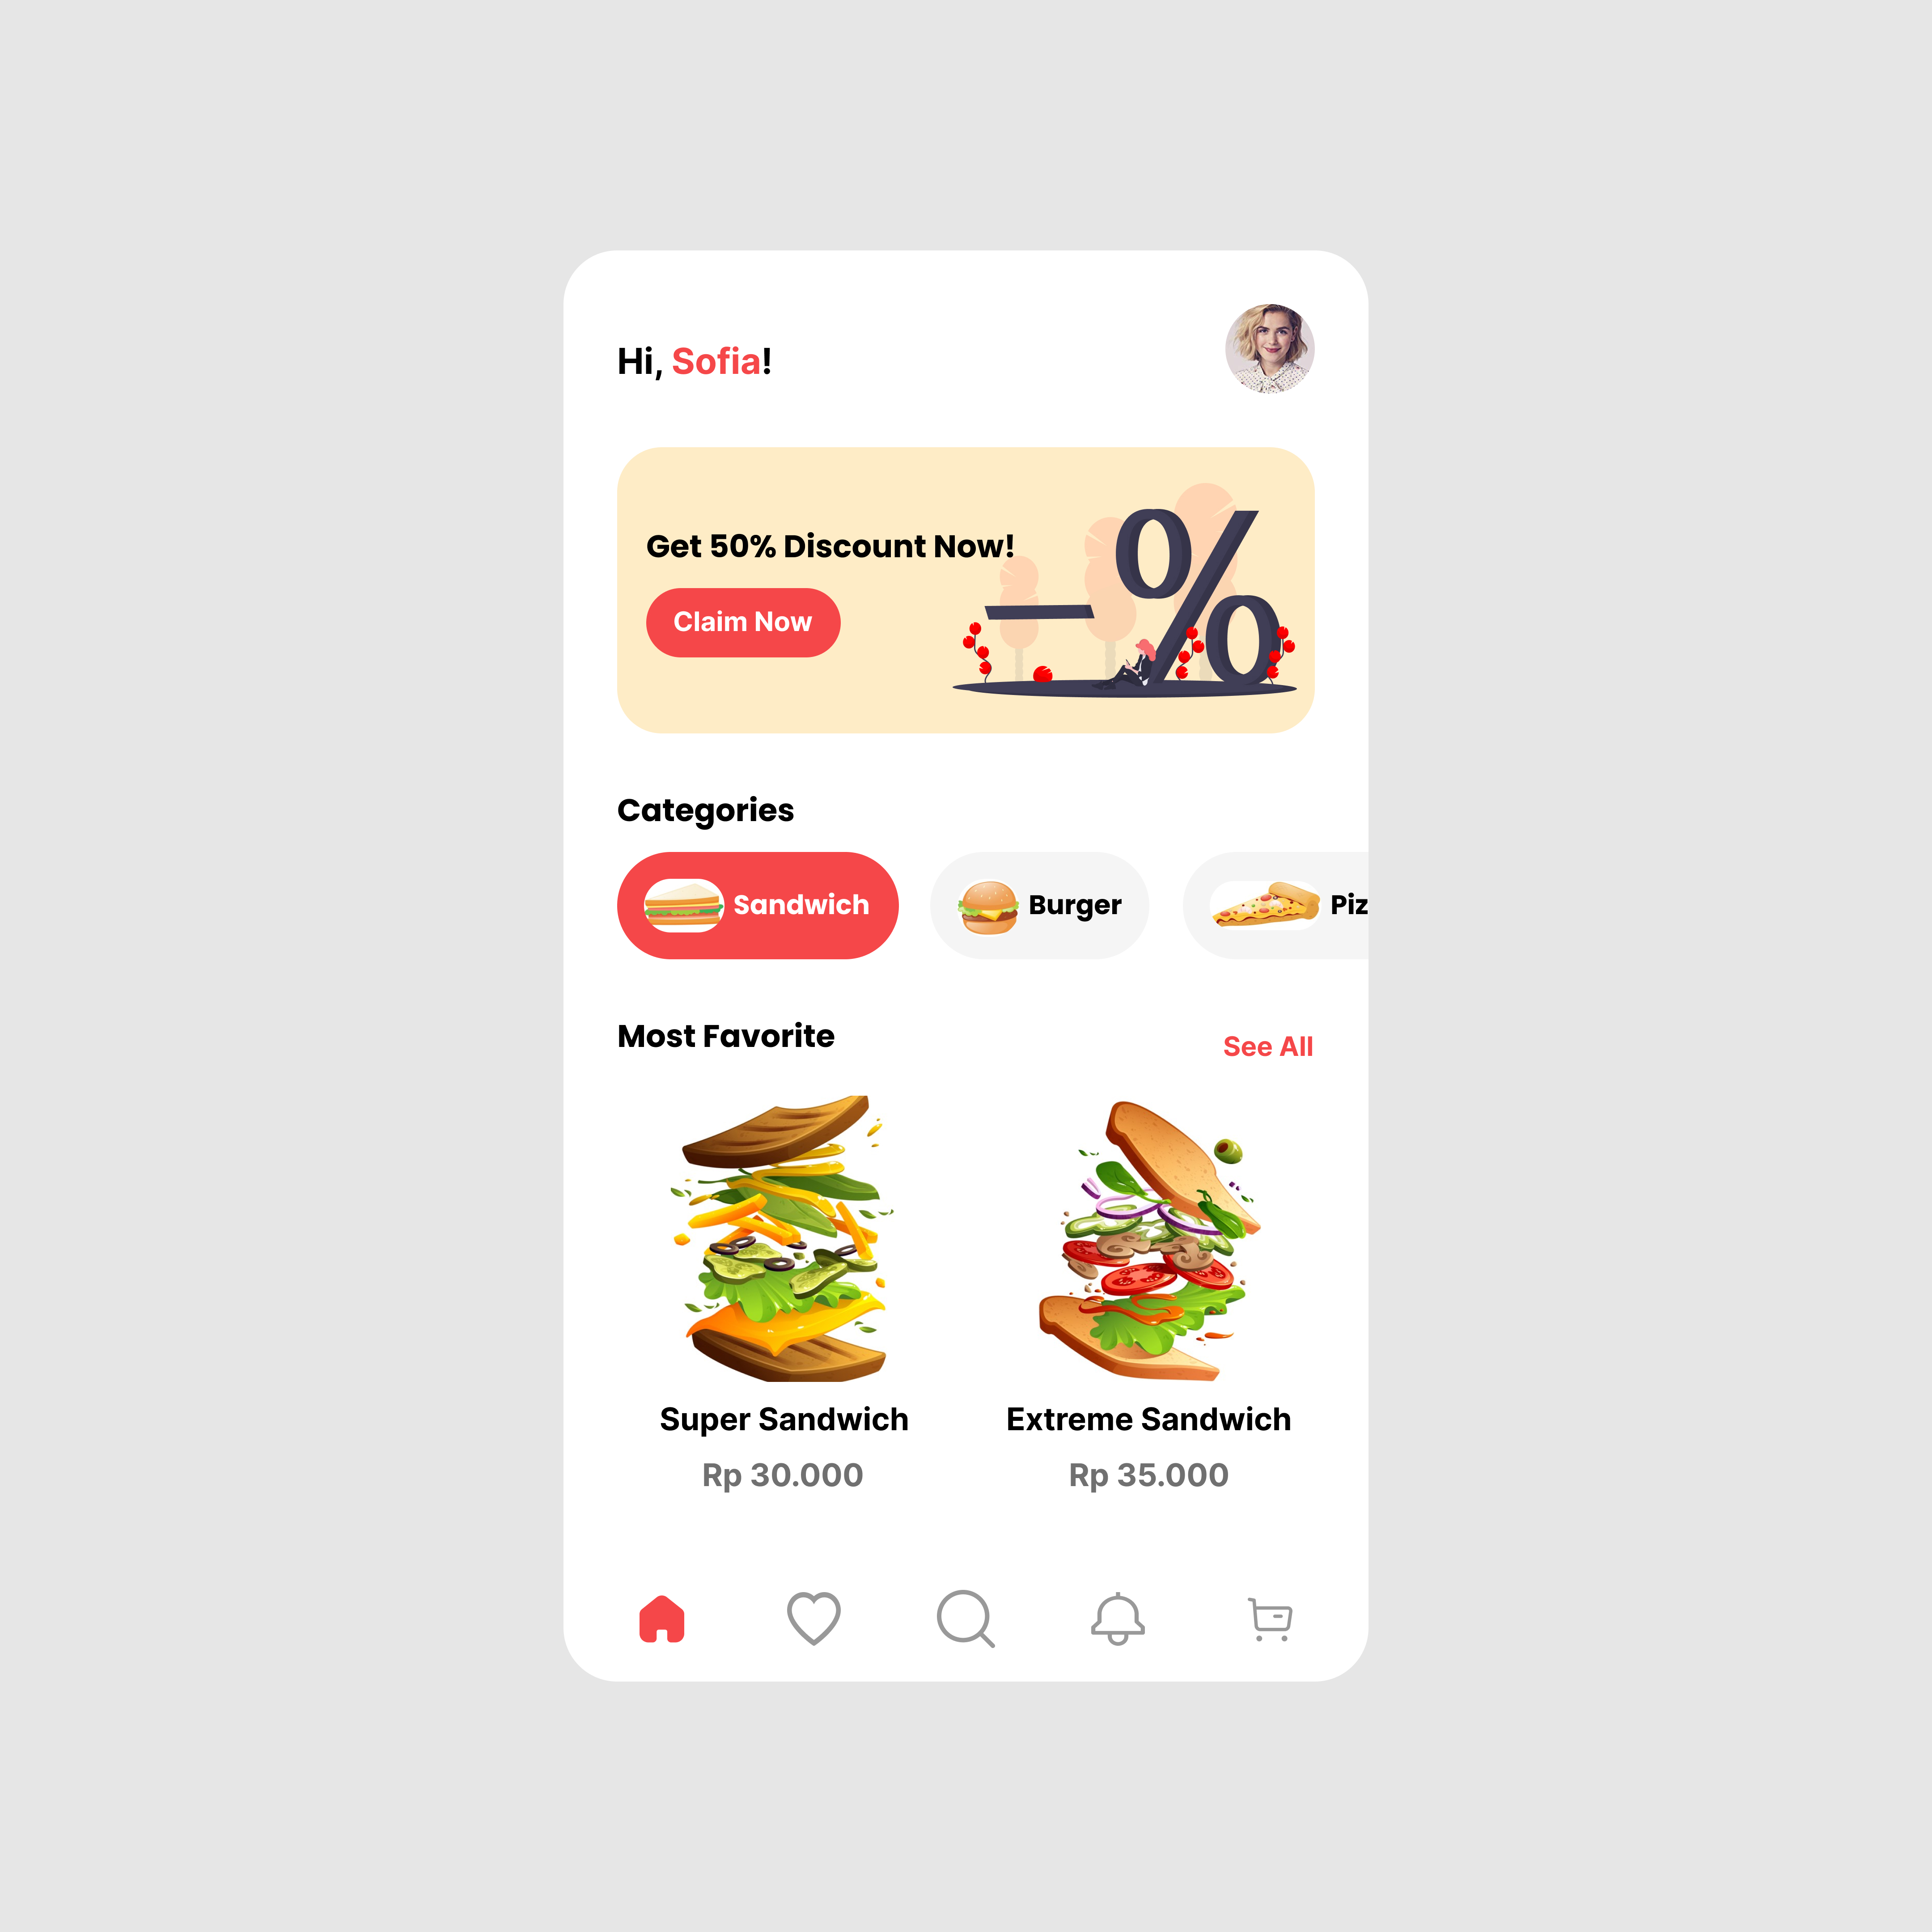 Hi, Sofia!
Get 50% Discount Now!
Claim Now
Categories
Sandwich
Burger
Piz
Most Favorite
See All
Super Sandwich
Extreme Sandwich
Rp 30.000
Rp 35.000